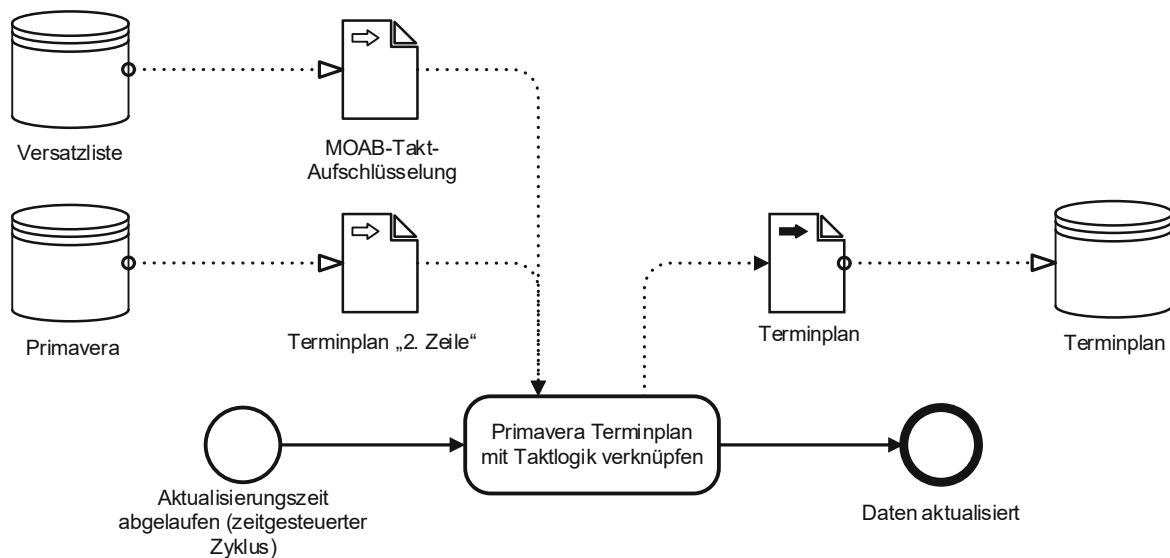 Versatzliste
MOAB-Takt-
Aufschlüsselung
Primavera
Terminplan „2. Zeile“
Terminplan
Terminplan
Primavera Terminplan
mit Taktlogik verknüpfen
Aktualisierungszeit
abgelaufen (zeitgesteuerter
Zyklus)
Daten aktualisiert